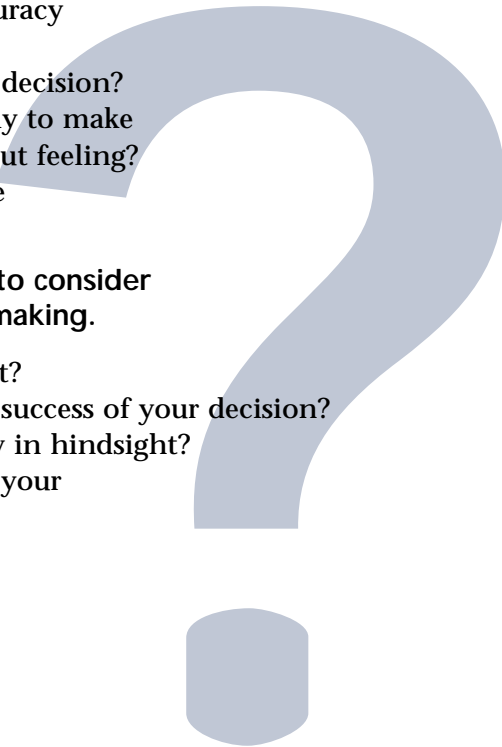 uracy
decision?
y to make
ut feeling?
e
to consider
making.
t?
success of your decision?
in hindsight?
your
?